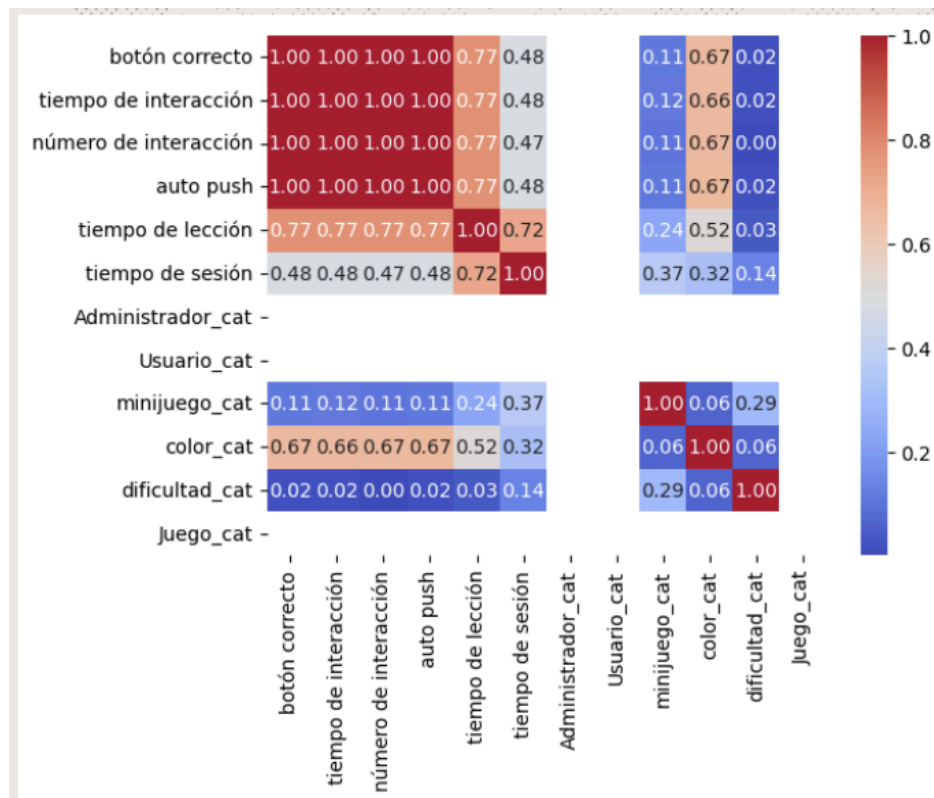 botón correcto 1.00 1.00 1.00 1.00 0.77 0.48 0.11 0.67 0.02
tiempo de interacción 1.00 1.00 1.00 1.00 0.77 0.48 0.12 0.66 0.02
número de interacción 1.00 1.00 1.00 1.00 0.77 0.47 0.11 0.67 0.00
auto push 1.00 1.00 1.00 1.00 0.77 0.48 0.11 0.67 0.02
tiempo de lección 0.77 0.77 0.77 0.77 1.00 0.72 0.24 0.52 0.03
tiempo de sesión 0.48 0.48 0.47 0.48 0.72 1.00 0.37 0.32 0.14
Administrador_cat
Usuario_cat
minijuego_cat 0.11 0.12 0.11 0.11 0.24 0.37 1.00 0.06 0.29
color_cat 0.67 0.66 0.67 0.67 0.52 0.32 0.06 1.00 0.06
dificultad_cat 0.02 0.02 0.00 0.02 0.03 0.14 0.29 0.06 1.00
Juego_cat
botón correcto
tiempo de interacción
número de interacción
auto push
tiempo de lección
tiempo de sesión
Administrador_cat
Usuario_cat
minijuego_cat
color_cat
dificultad_cat
Juego_cat
1.0
0.8
0.6
0.4
0.2